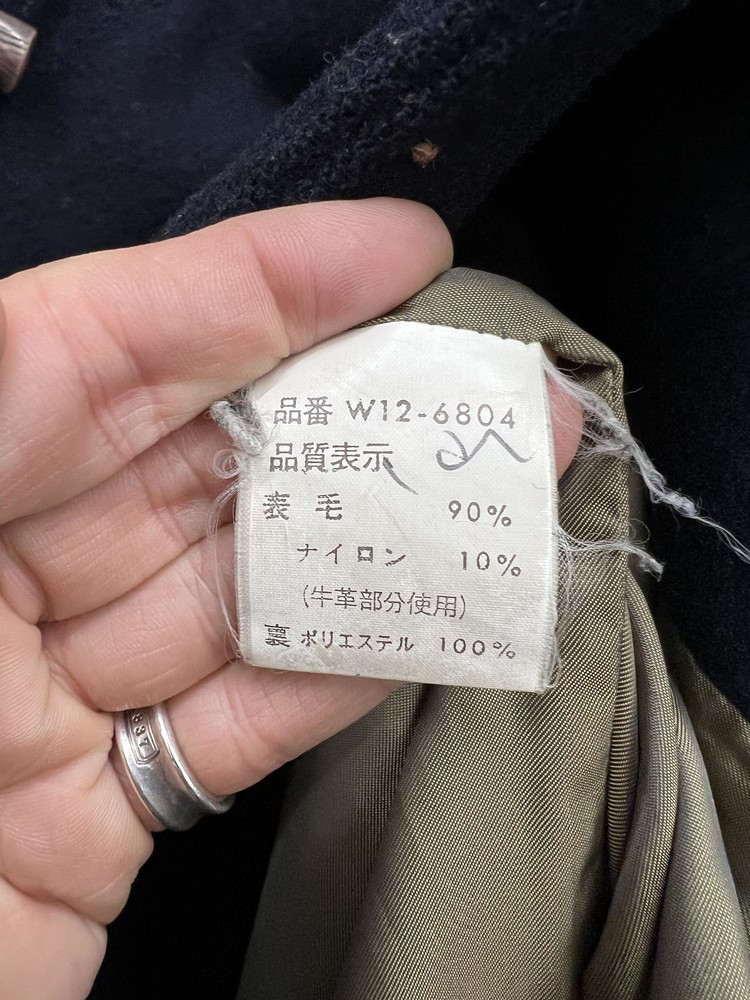 品番 W12-6804
品質表示
表 毛 90%
ナイロン 10%
(牛革部分使用)
裏 ポリエステル 100%